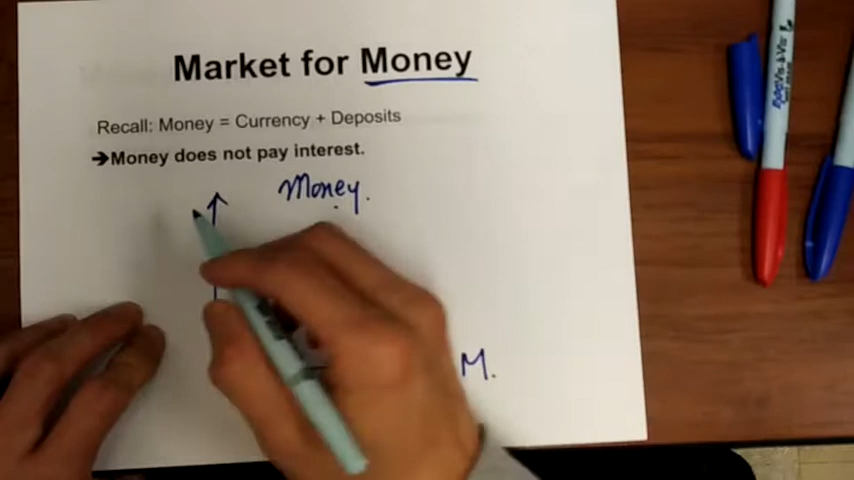 Market for Money
Recall: Money = Currency + Deposits
➔Money does not pay interest.
Money.
M.